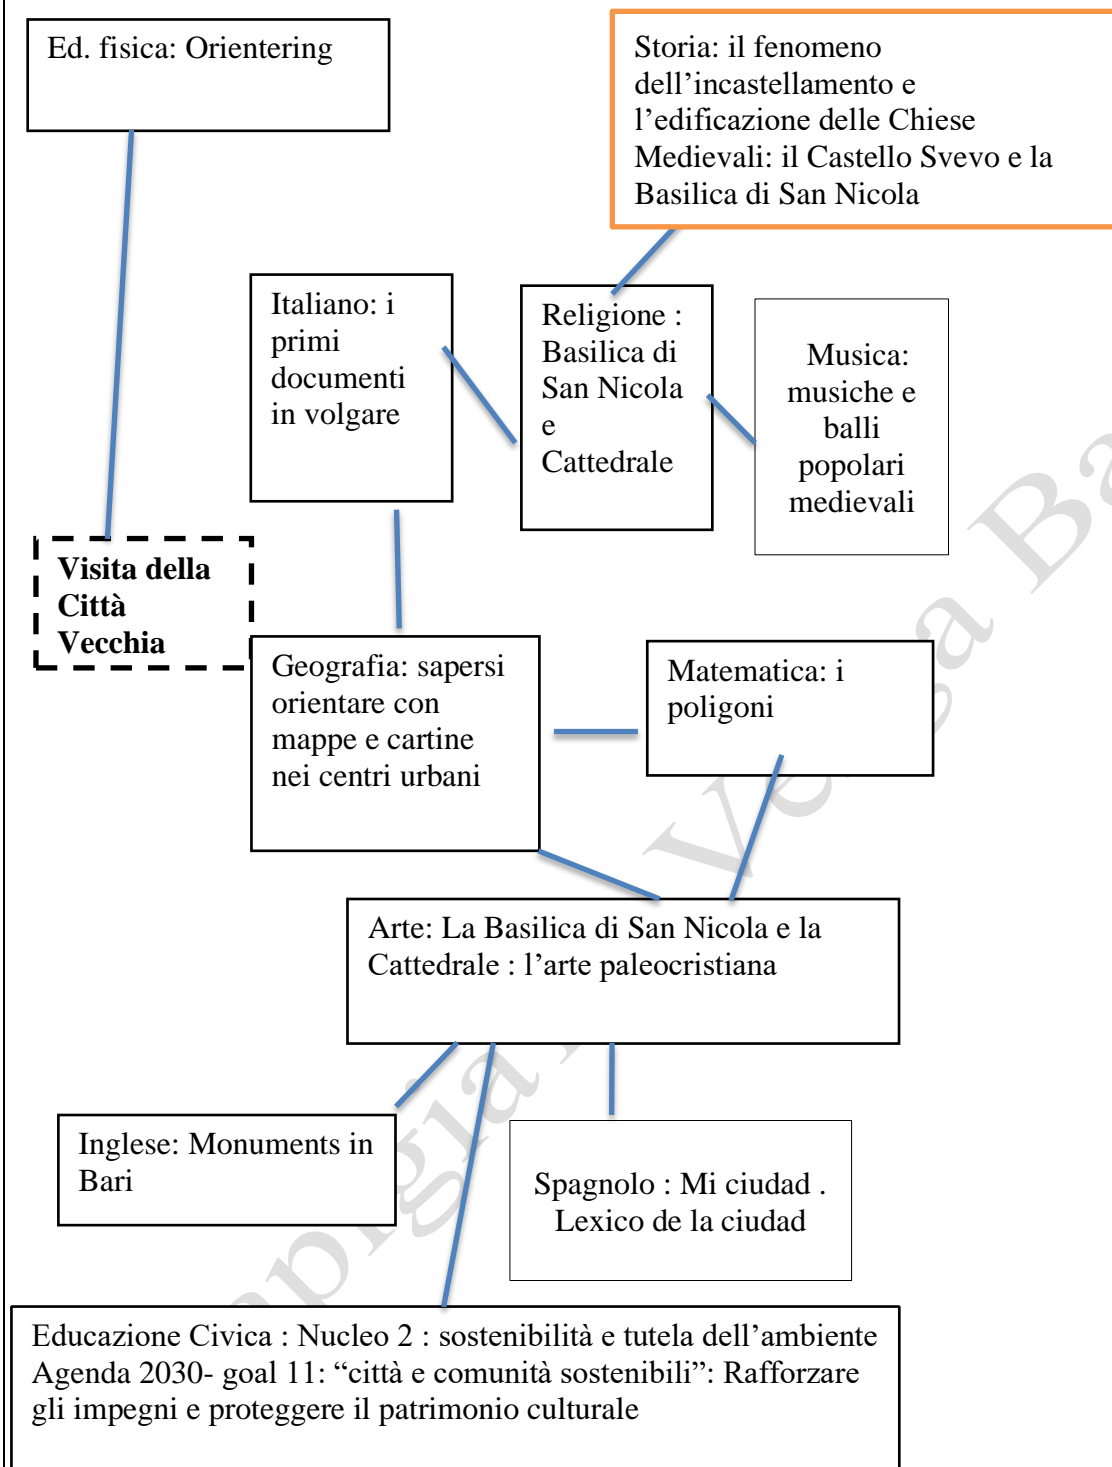 Ed. fisica: Orientering
Storia: il fenomeno
dell’incastellamento e
l’edificazione delle Chiese
Medievali: il Castello Svevo e la
Basilica di San Nicola
Italiano: i
primi
documenti
in volgare
Religione :
Basilica di
San Nicola
e
Cattedrale
Musica:
musiche e
balli
popolari
medievali
Visita della
Città
Vecchia
Geografia: sapersi
orientare con
mappe e cartine
nei centri urbani
Matematica: i
poligoni
Arte: La Basilica di San Nicola e la
Cattedrale : l’arte paleocristiana
Inglese: Monuments in
Bari
Spagnolo : Mi ciudad .
Lexico de la ciudad
Educazione Civica : Nucleo 2 : sostenibilità e tutela dell’ambiente
Agenda 2030- goal 11: “città e comunità sostenibili”: Rafforzare
gli impegni e proteggere il patrimonio culturale